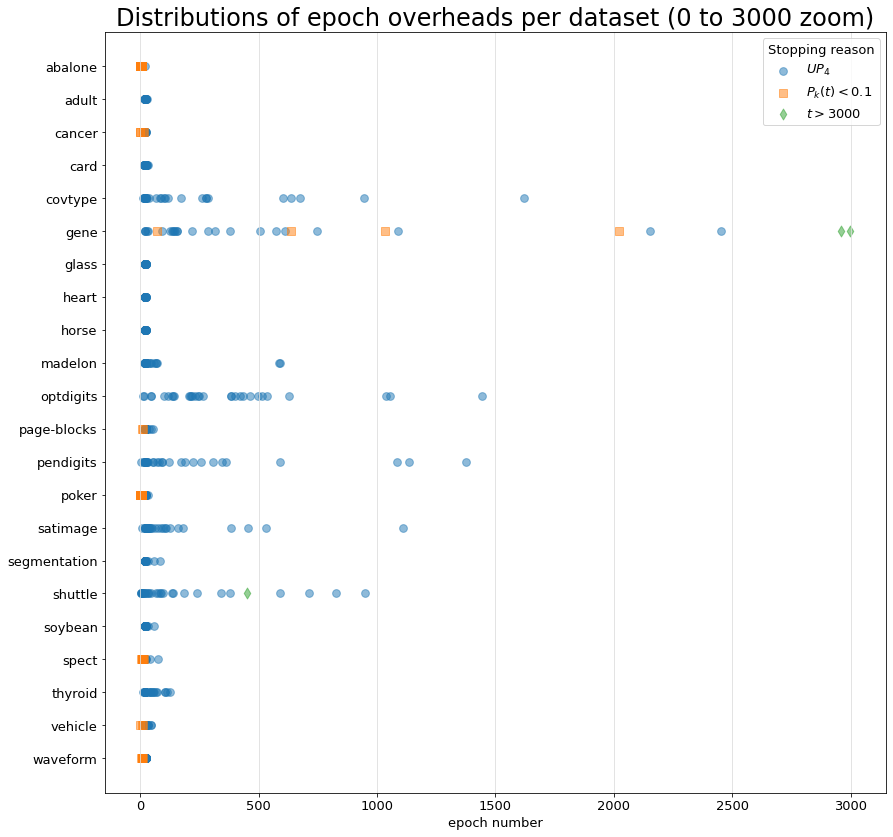 Distributions of epoch overheads per dataset (0 to 3000 zoom)
Stopping reason
UP₄
Pₖ(t) < 0.1
t > 3000
abalone
adult
cancer
card
covtype
gene
glass
heart
horse
madelon
optdigits
page-blocks
pendigits
poker
satimage
segmentation
shuttle
soybean
spect
thyroid
vehicle
waveform
0 500 1000 1500 2000 2500 3000
epoch number